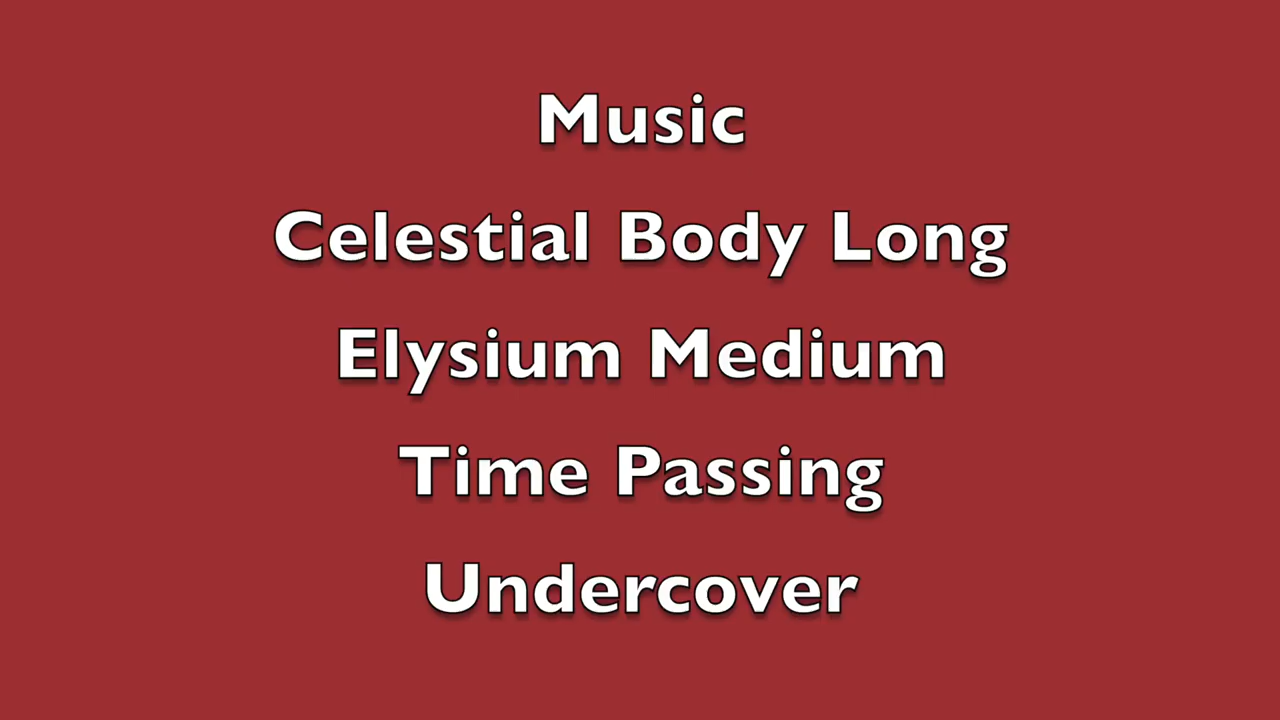 Music
Celestial Body Long
Elysium Medium
Time Passing
Undercover